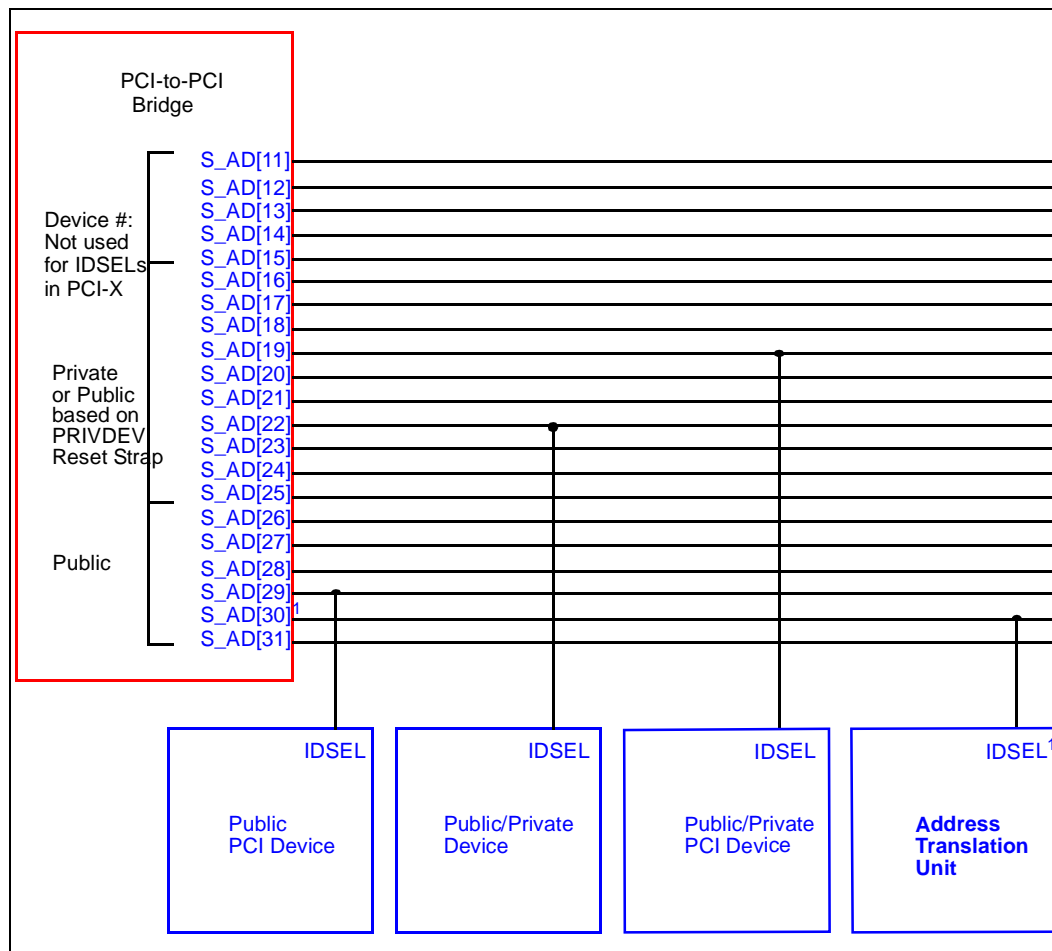 PCI-to-PCI
Bridge
S_AD[11]
S_AD[12]
S_AD[13]
S_AD[14]
S_AD[15]
S_AD[16]
S_AD[17]
S_AD[18]
S_AD[19]
S_AD[20]
S_AD[21]
S_AD[22]
S_AD[23]
S_AD[24]
S_AD[25]
S_AD[26]
S_AD[27]
S_AD[28]
S_AD[29]
S_AD[30]1
S_AD[31]
Device #:
Not used
for IDSELs
in PCI-X
Private
or Public
based on
PRIVDEV
Reset Strap
Public
IDSEL
Public
PCI Device
IDSEL
Public/Private
Device
IDSEL
Public/Private
PCI Device
IDSEL1
Address
Translation
Unit